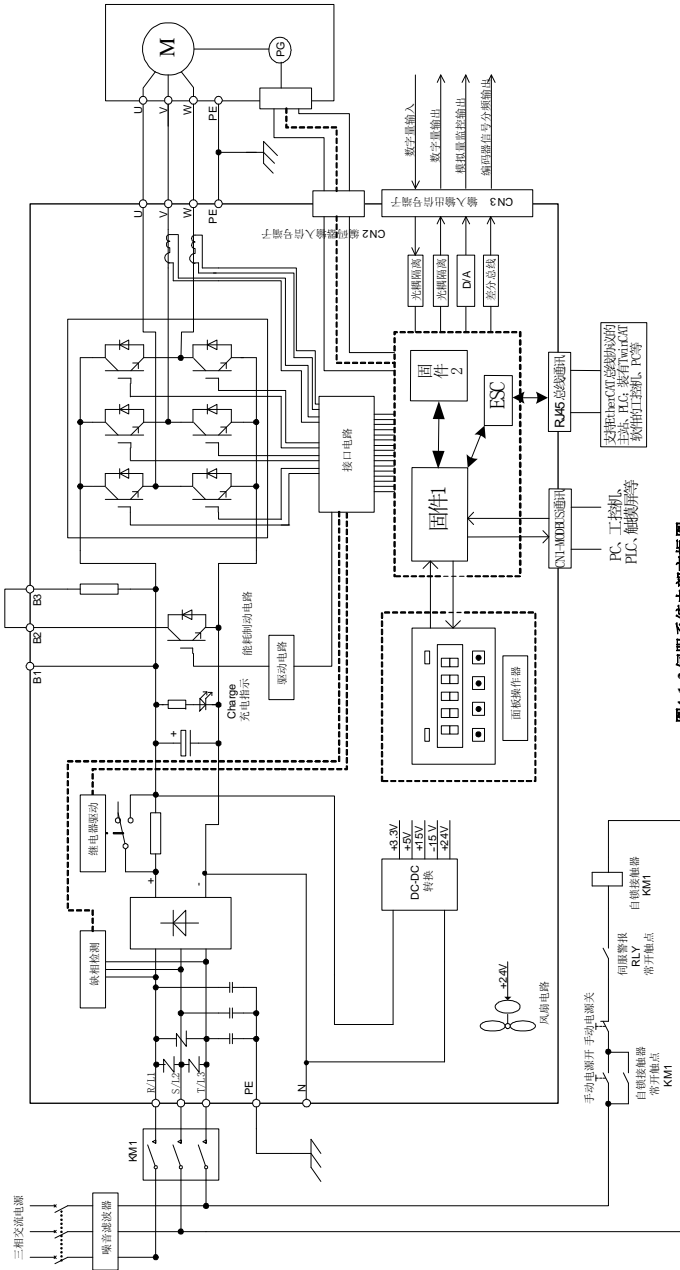 三相交流电源
噪音滤波器
KM1
R/L1
S/L2
T/L3
PE
N
缺相检测
继电器驱动
+
-
+
Charge
充电指示
B1
B2
B3
能耗制动电路
驱动电路
接口电路
U
V
W
PE
U
V
W
PE
M
PG
CN2 编码器输入信号端子
CN3 输入输出信号端子
数字量输入
数字量输出
模拟量监控输出
编码器信号分频输出
光耦隔离
光耦隔离
D/A
差分总线
固件1
固件
2
ESC
RJ45 总线通讯
CN1-MODBUS通讯
支持EtherCAT总线协议的
主站、PLC；装有TwinCAT
软件的工控机、PC等
PC、工控机、
PLC、触摸屏等
面板操作器
DC-DC
转换
+3.3V
+5V
+15V
-15V
+24V
+24V
风扇电路
手动电源开
手动电源关
自锁接触器
常开触点
KM1
伺服警报
RLY
常开触点
自锁接触器
KM1